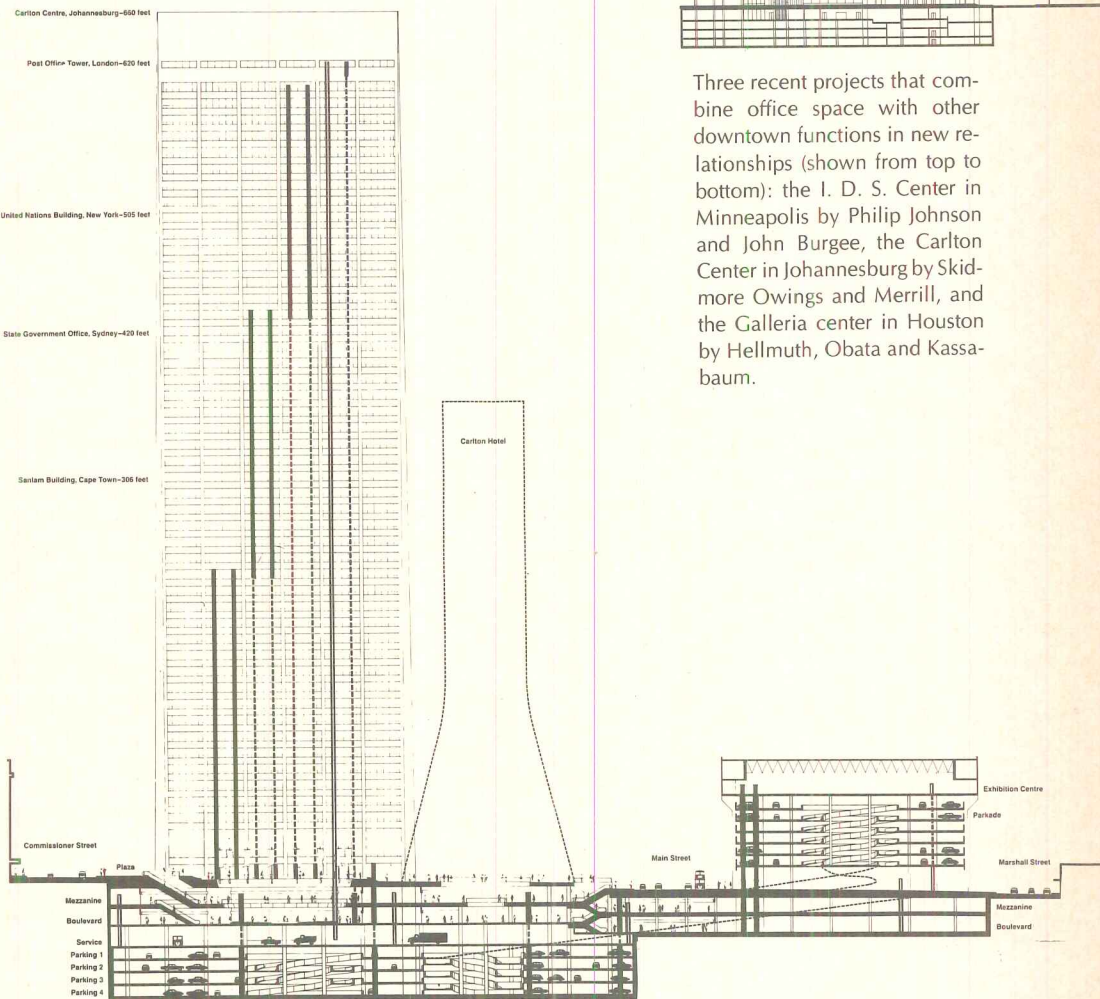 Carlton Centre, Johannesburg–660 feet
Post Office Tower, London–620 feet
United Nations Building, New York–505 feet
State Government Office, Sydney–420 feet
Sanlam Building, Cape Town–306 feet
Three recent projects that com-
bine office space with other
downtown functions in new re-
lationships (shown from top to
bottom): the I. D. S. Center in
Minneapolis by Philip Johnson
and John Burgee, the Carlton
Center in Johannesburg by Skid-
more Owings and Merrill, and
the Galleria center in Houston
by Hellmuth, Obata and Kassa-
baum.
Carlton Hotel
Commissioner Street
Plaza
Mezzanine
Boulevard
Service
Parking 1
Parking 2
Parking 3
Parking 4
Main Street
Exhibition Centre
Parkade
Marshall Street
Mezzanine
Boulevard